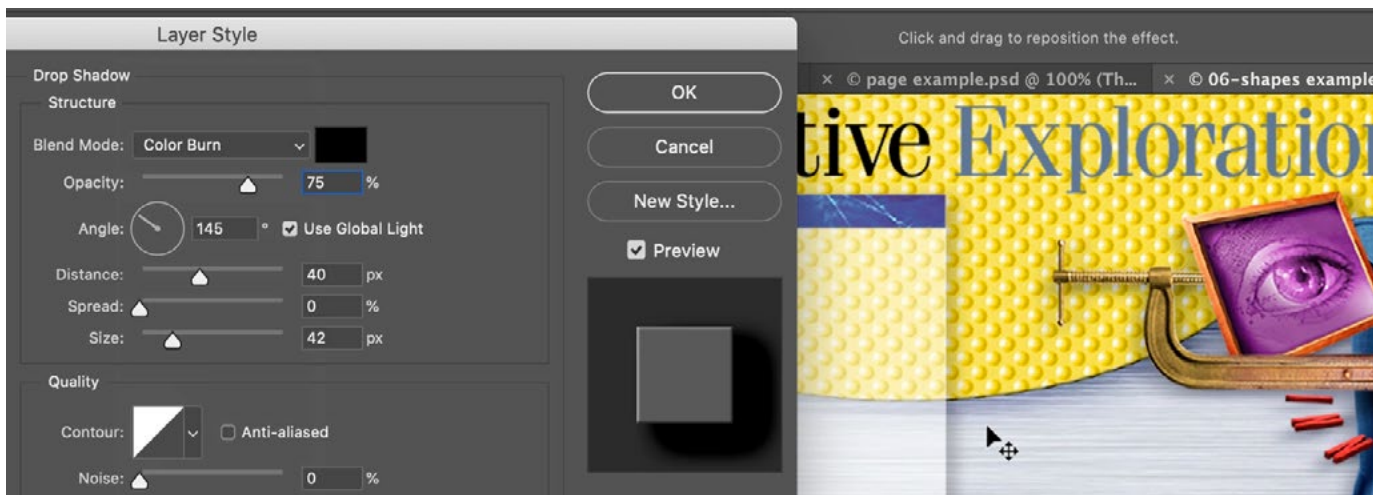 Layer Style
Click and drag to reposition the effect.
× © page example.psd @ 100% (Th... × © 06-shapes example
Drop Shadow
Structure
Blend Mode: Color Burn
Opacity: 75 %
Angle: 145 ° Use Global Light
Distance: 40 px
Spread: 0 %
Size: 42 px
Quality
Contour: Anti-aliased
Noise: 0 %
OK
Cancel
New Style...
Preview
tive Exploratio